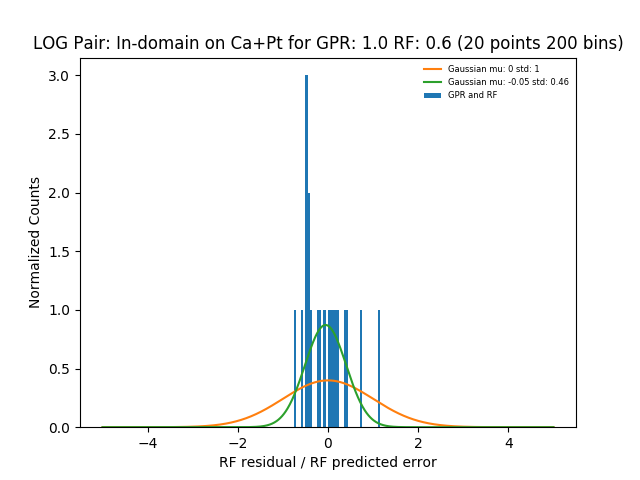 LOG Pair: In-domain on Ca+Pt for GPR: 1.0 RF: 0.6 (20 points 200 bins)
Gaussian mu: 0 std: 1
Gaussian mu: -0.05 std: 0.46
GPR and RF
Normalized Counts
3.0
2.5
2.0
1.5
1.0
0.5
0.0
−4
−2
0
2
4
RF residual / RF predicted error